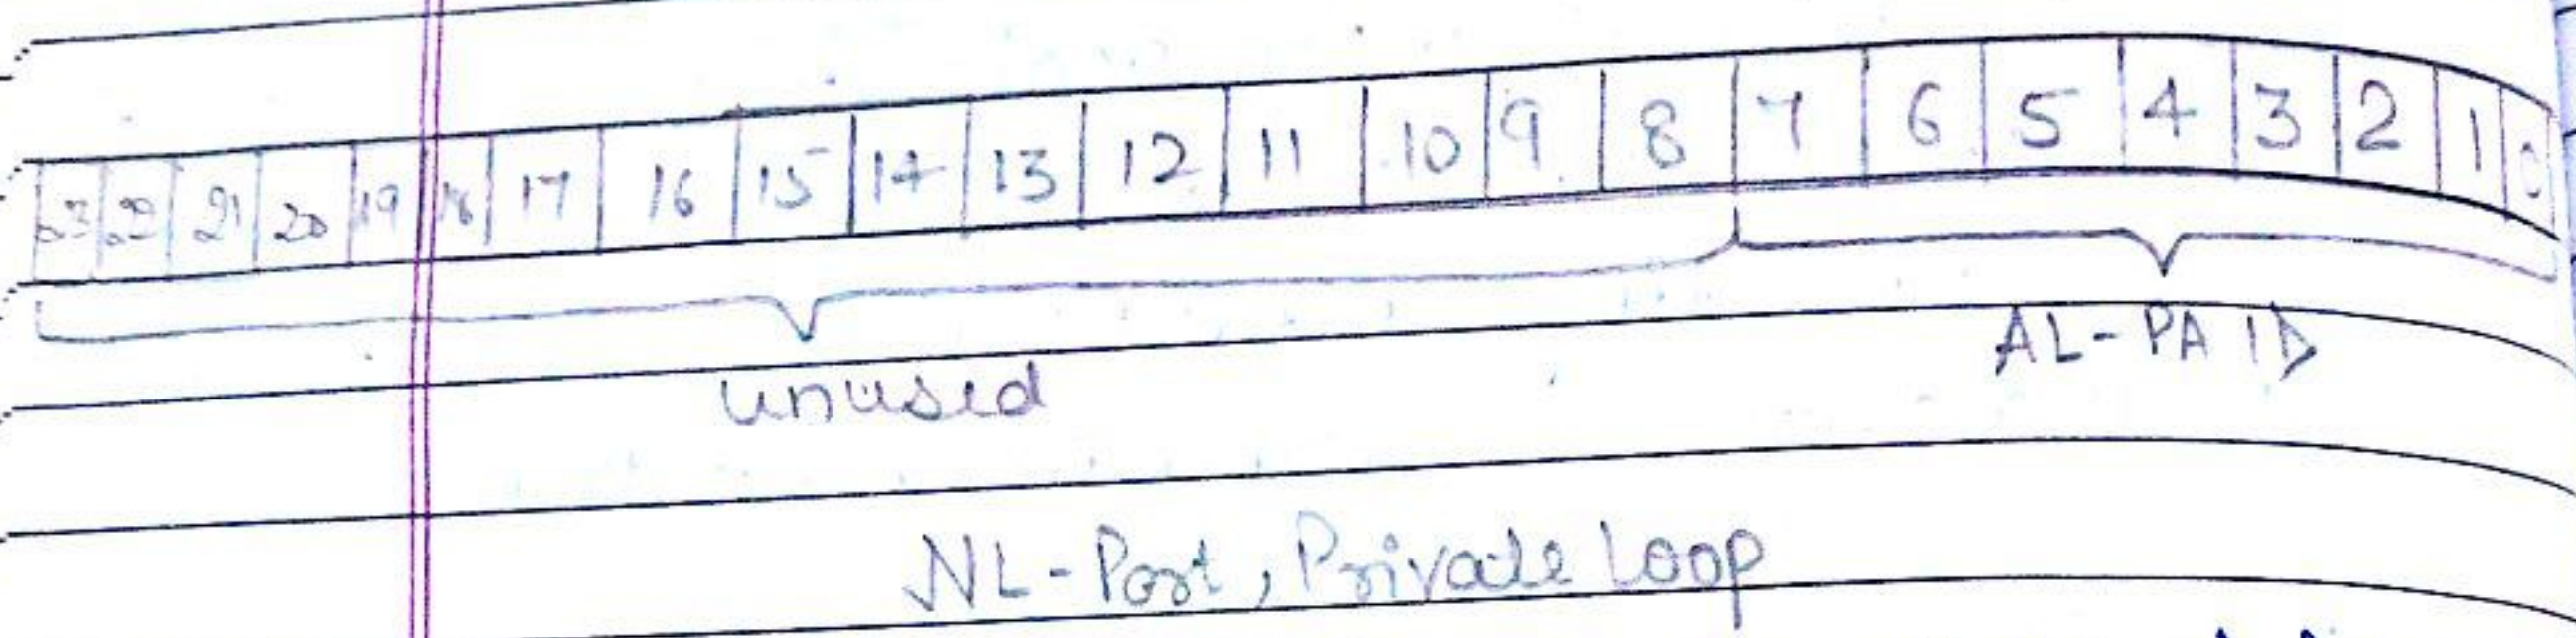 23 22 21 20 19 18 17 16 15 14 13 12 11 10 9 8 7 6 5 4 3 2 1 0
unused AL-PA ID
NL-Port, Private Loop